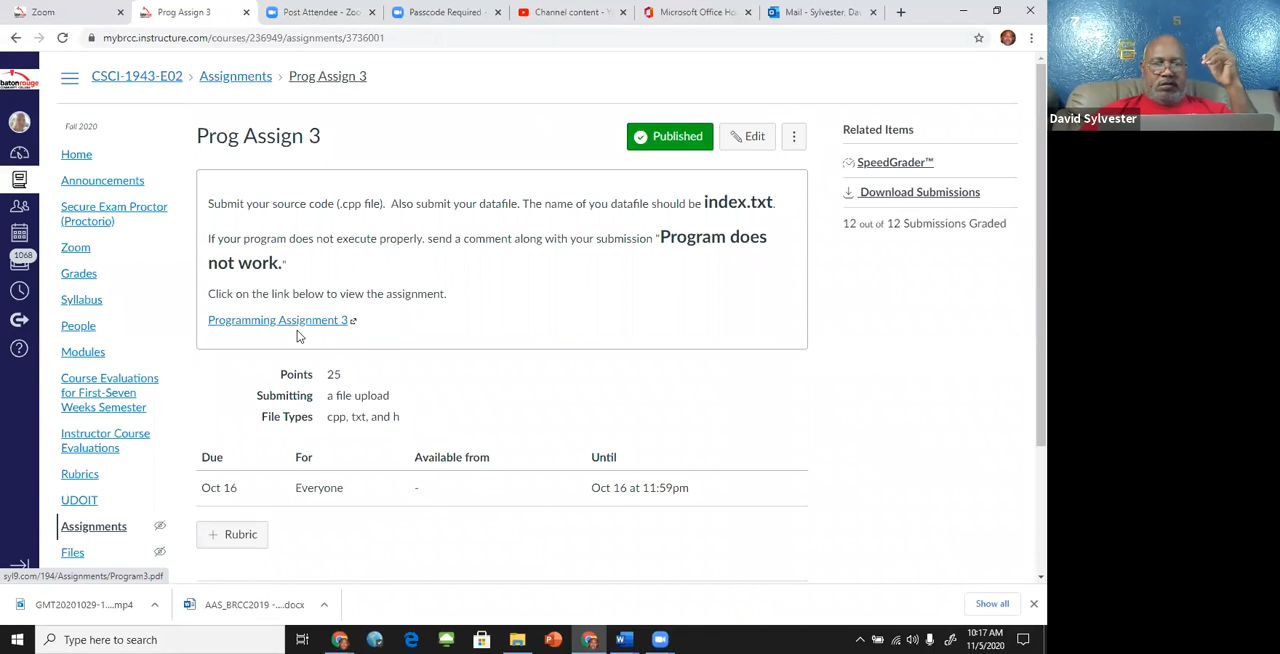 Zoom
Prog Assign 3
Post Attendee - Zoo
Passcode Required -
Channel content - Y
Microsoft Office Ho
Mail - Sylvester, Da
mybrcc.instructure.com/courses/236949/assignments/3736001
batonrouge
CSCI-1943-E02 > Assignments > Prog Assign 3
Fall 2020
Home
Announcements
Secure Exam Proctor
(Proctorio)
Zoom
Grades
Syllabus
People
Modules
Course Evaluations
for First-Seven
Weeks Semester
Instructor Course
Evaluations
Rubrics
UDOIT
Assignments
Files
1068
Prog Assign 3
Published
Edit
Submit your source code (.cpp file). Also submit your datafile. The name of you datafile should be index.txt.
If your program does not execute properly. send a comment along with your submission "Program does
not work."
Click on the link below to view the assignment.
Programming Assignment 3
Points 25
Submitting a file upload
File Types cpp, txt, and h
Due For Available from Until
Oct 16 Everyone - Oct 16 at 11:59pm
+ Rubric
Related Items
SpeedGrader™
Download Submissions
12 out of 12 Submissions Graded
David Sylvester
syl9.com/194/Assignments/Program3.pdf
GMT20201029-1....mp4
AAS_BRCC2019 -....docx
Show all
Type here to search
10:17 AM
11/5/2020